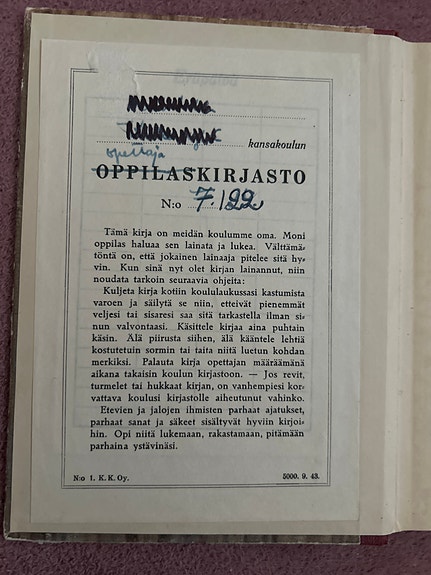 kansakoulun
opettaja
OPPILASKIRJASTO
N:o 7./22
Tämä kirja on meidän koulumme oma. Moni
oppilas haluaa sen lainata ja lukea. Välttämä-
töntä on, että jokainen lainaaja pitelee sitä hy-
vin. Kun sinä nyt olet kirjan lainannut, niin
noudata tarkoin seuraavia ohjeita:
Kuljeta kirja kotiin koululaukussasi kastumista
varoen ja säilytä se niin, etteivät pienemmät
veljesi tai sisaresi saa sitä tarkastella ilman si-
nun valvontaasi. Käsittele kirjaa aina puhtain
käsin. Älä piirusta siihen, älä kääntele lehtiä
kostutetuin sormin tai taita niitä luetun kohdan
merkiksi. Palauta kirja opettajan määräämänä
aikana takaisin koulun kirjastoon. — Jos revit,
turmelet tai hukkaat kirjan, on vanhempiesi kor-
vattava koulusi kirjastolle aiheutunut vahinko.
Etevien ja jalojen ihmisten parhaat ajatukset,
parhaat sanat ja säkeet sisältyvät hyviin kirjoi-
hin. Opi niitä lukemaan, rakastamaan, pitämään
parhaina ystävinäsi.
N:o 1. K. K. Oy. 5000. 9. 43.